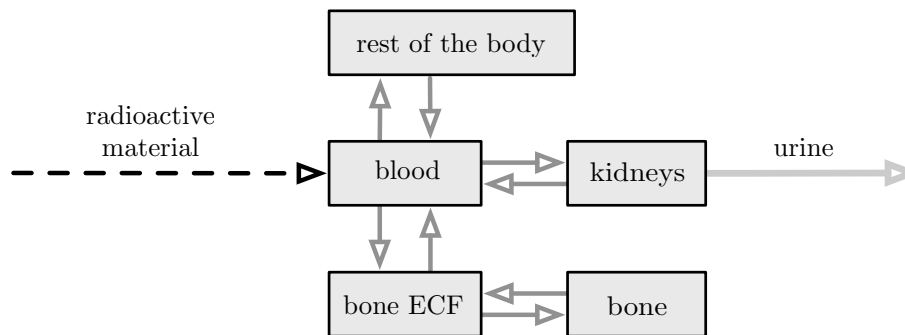 rest of the body
radioactive
material
blood
kidneys
urine
bone ECF
bone